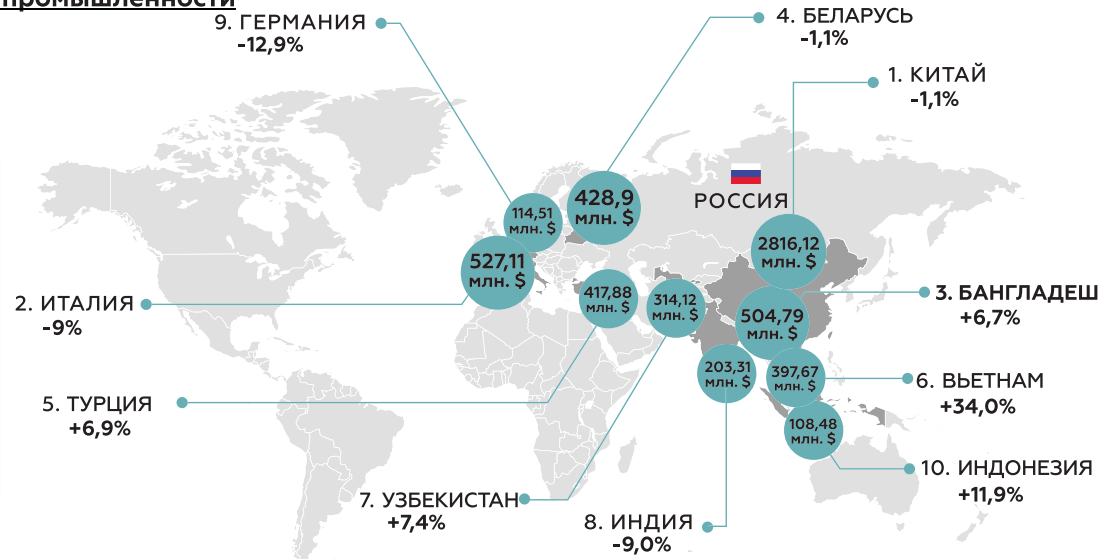 промышленности
9. ГЕРМАНИЯ
-12,9%
4. БЕЛАРУСЬ
-1,1%
1. КИТАЙ
-1,1%
РОССИЯ
114,51
млн. $
428,9
млн. $
2816,12
млн. $
527,11
млн. $
2. ИТАЛИЯ
-9%
417,88
млн. $
314,12
млн. $
504,79
млн. $
3. БАНГЛАДЕШ
+6,7%
203,31
млн. $
397,67
млн. $
6. ВЬЕТНАМ
+34,0%
5. ТУРЦИЯ
+6,9%
108,48
млн. $
10. ИНДОНЕЗИЯ
+11,9%
7. УЗБЕКИСТАН
+7,4%
8. ИНДИЯ
-9,0%